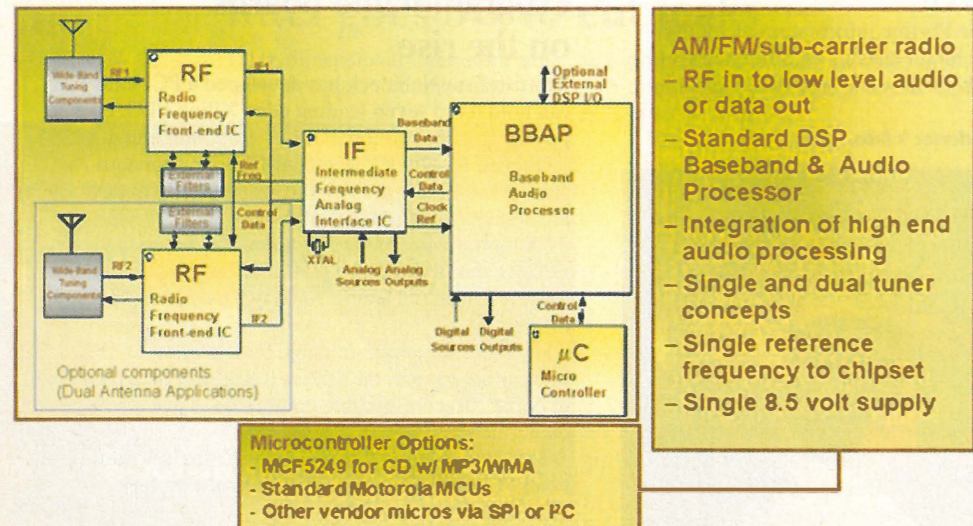 on the rise
Wide-Band
Tuning
Components
RF1
RF
Radio
Frequency
Front-end IC
IF1
External
Filters
Ref
Freq
IF
Intermediate
Frequency
Analog
Interface IC
XTAL
Analog
Sources
Analog
Outputs
Baseband
Data
Control
Data
Clock
Ref
Optional
External
DSP I/O
BBAP
Baseband
Audio
Processor
Digital
Sources
Digital
Outputs
Control
Data
μC
Micro
Controller
External
Filters
Control
Data
Wide-Band
Tuning
Components
RF2
RF
Radio
Frequency
Front-end IC
IF2
Optional components
(Dual Antenna Applications)
AM/FM/sub-carrier radio
– RF in to low level audio
or data out
– Standard DSP
Baseband & Audio
Processor
– Integration of high end
audio processing
– Single and dual tuner
concepts
– Single reference
frequency to chipset
– Single 8.5 volt supply
Microcontroller Options:
- MCF5249 for CD w/ MP3/WMA
- Standard Motorola MCUs
- Other vendor micros via SPI or I²C